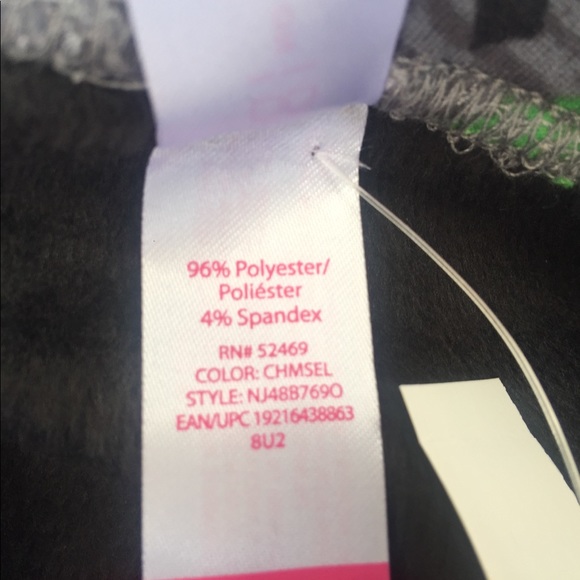 96% Polyester/
Poliéster
4% Spandex
RN# 52469
COLOR: CHMSEL
STYLE: NJ48B769O
EAN/UPC 19216438863
8U2